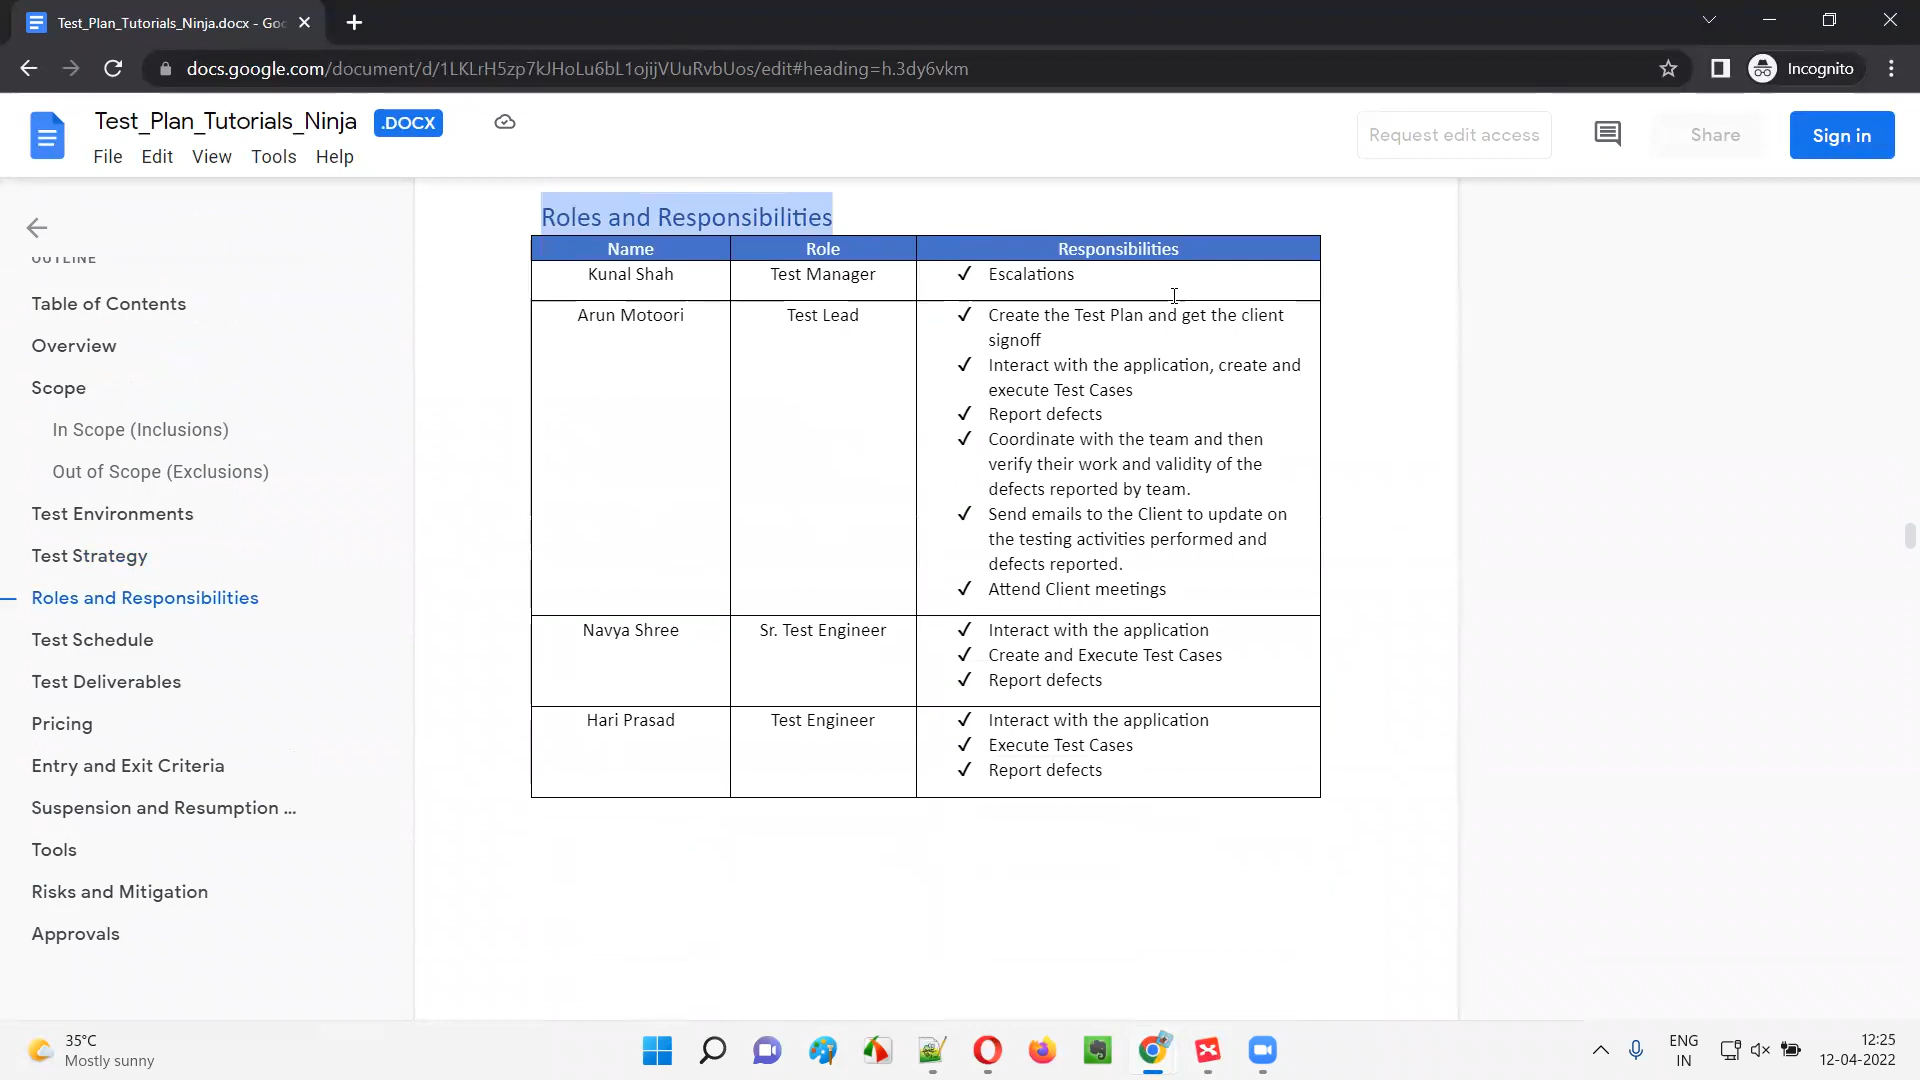 Test_Plan_Tutorials_Ninja.docx - Goo
docs.google.com/document/d/1LKLrH5zp7kJHoLu6bL1ojijVUuRvbUos/edit#heading=h.3dy6vkm
Incognito
Test_Plan_Tutorials_Ninja .DOCX
File Edit View Tools Help
Request edit access
Share
Sign in
OUTLINE
Table of Contents
Overview
Scope
In Scope (Inclusions)
Out of Scope (Exclusions)
Test Environments
Test Strategy
Roles and Responsibilities
Test Schedule
Test Deliverables
Pricing
Entry and Exit Criteria
Suspension and Resumption ...
Tools
Risks and Mitigation
Approvals
Roles and Responsibilities
Name Role Responsibilities
Kunal Shah Test Manager ✓ Escalations
Arun Motoori Test Lead ✓ Create the Test Plan and get the client
signoff
✓ Interact with the application, create and
execute Test Cases
✓ Report defects
✓ Coordinate with the team and then
verify their work and validity of the
defects reported by team.
✓ Send emails to the Client to update on
the testing activities performed and
defects reported.
✓ Attend Client meetings
Navya Shree Sr. Test Engineer ✓ Interact with the application
✓ Create and Execute Test Cases
✓ Report defects
Hari Prasad Test Engineer ✓ Interact with the application
✓ Execute Test Cases
✓ Report defects
35°C
Mostly sunny
ENG
IN
12:25
12-04-2022